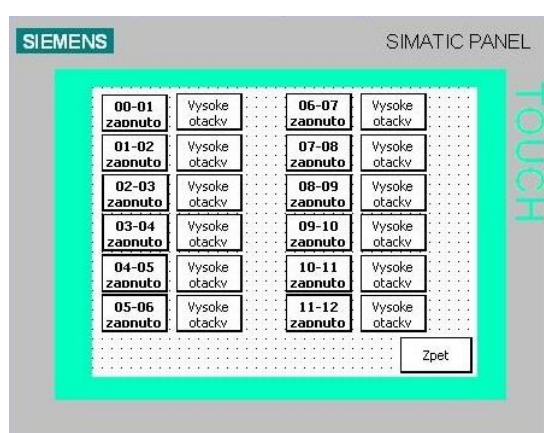 SIEMENS
SIMATIC PANEL
TOUCH
00-01
zapnuto
Vysoke
otacky
06-07
zapnuto
Vysoke
otacky
01-02
zapnuto
Vysoke
otacky
07-08
zapnuto
Vysoke
otacky
02-03
zapnuto
Vysoke
otacky
08-09
zapnuto
Vysoke
otacky
03-04
zapnuto
Vysoke
otacky
09-10
zapnuto
Vysoke
otacky
04-05
zapnuto
Vysoke
otacky
10-11
zapnuto
Vysoke
otacky
05-06
zapnuto
Vysoke
otacky
11-12
zapnuto
Vysoke
otacky
Zpet